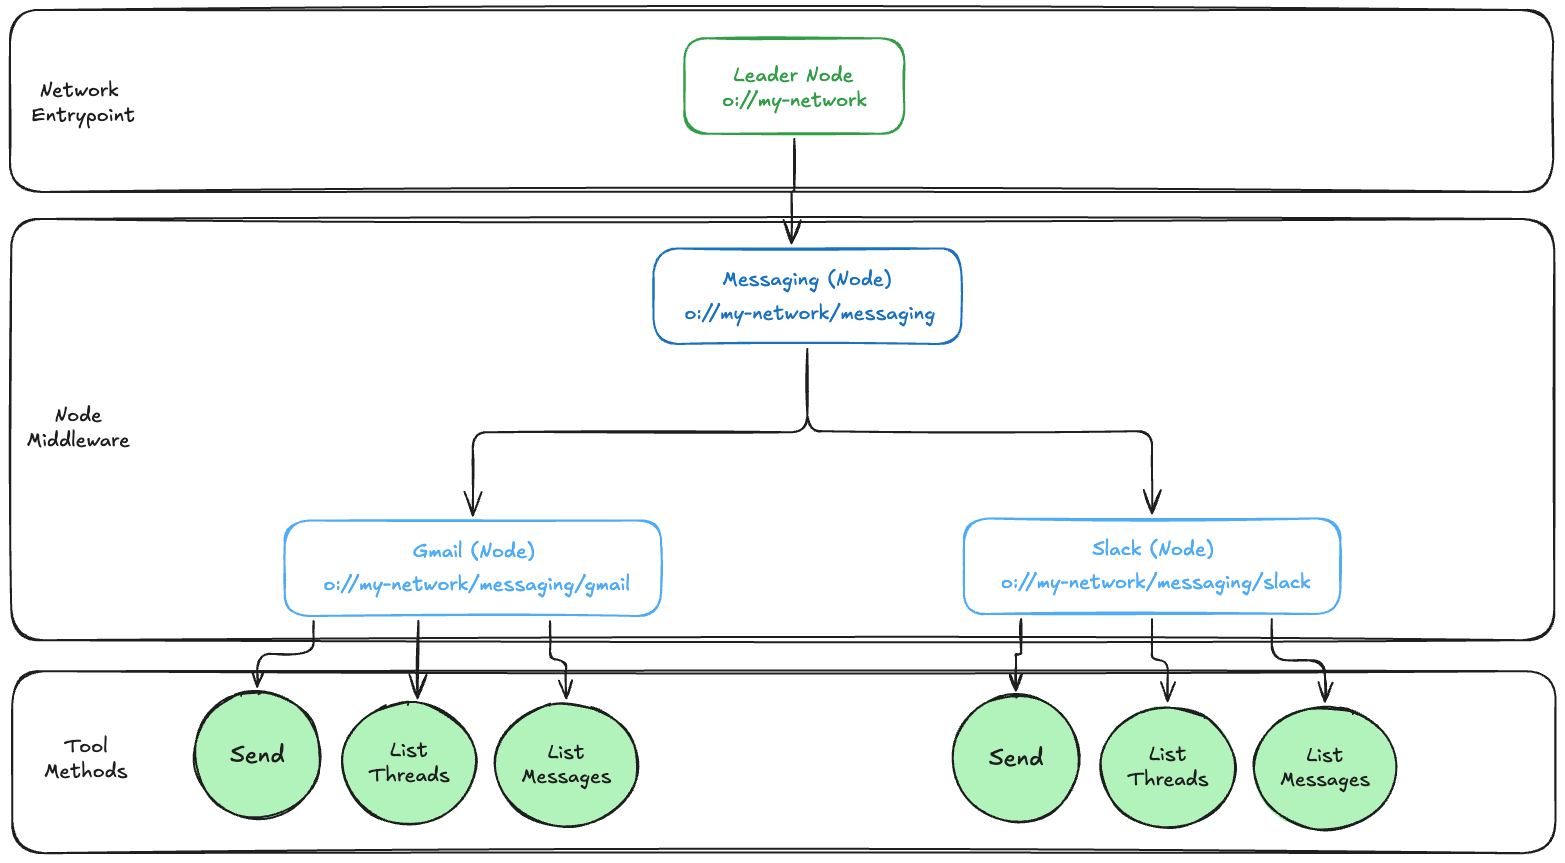 Network
Entrypoint
Leader Node
o://my-network
Messaging (Node)
o://my-network/messaging
Node
Middleware
Gmail (Node)
o://my-network/messaging/gmail
Slack (Node)
o://my-network/messaging/slack
Tool
Methods
Send
List
Threads
List
Messages
Send
List
Threads
List
Messages